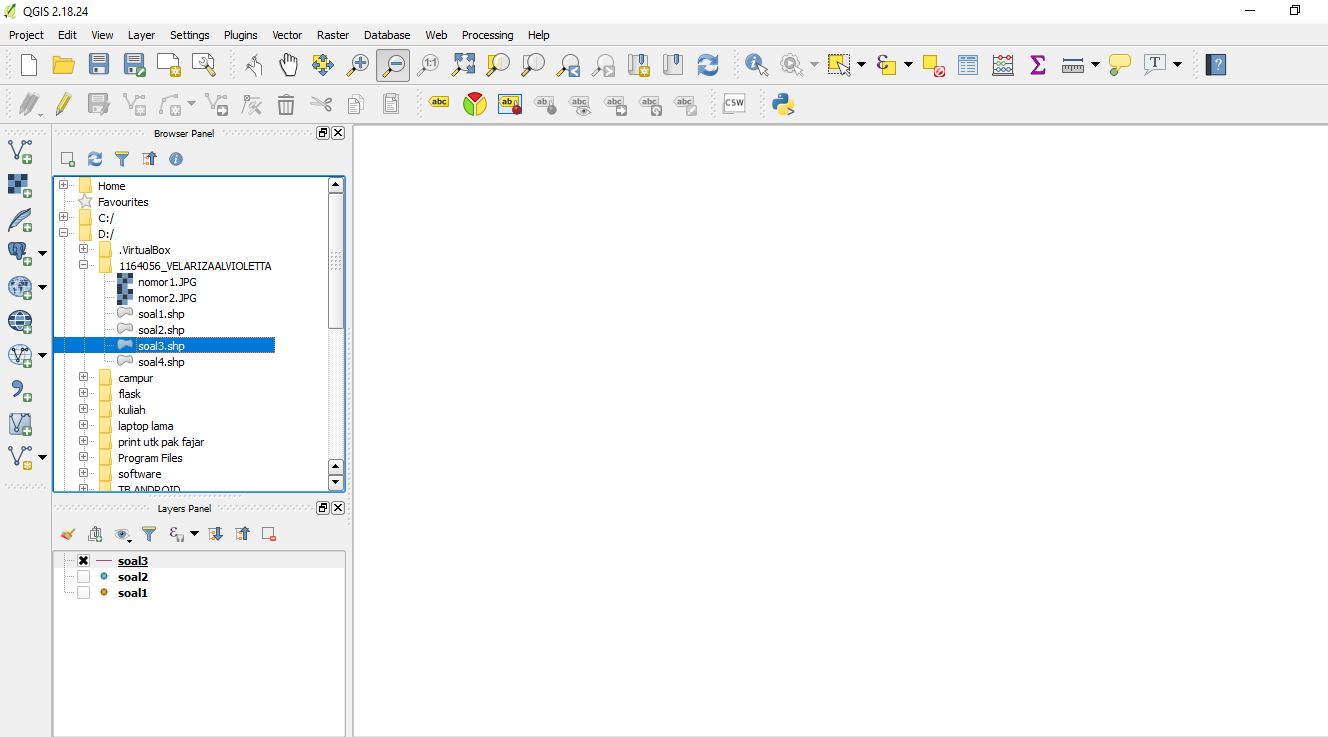 QGIS 2.18.24
Project Edit View Layer Settings Plugins Vector Raster Database Web Processing Help
1:1 ε Σ T ?
abc abc ab abc abc abc abc CSW
Browser Panel
Home
Favourites
C:/
D:/
.VirtualBox
1164056_VELARIZAALVIOLETTA
nomor1.JPG
nomor2.JPG
soal1.shp
soal2.shp
soal3.shp
soal4.shp
campur
flask
kuliah
laptop lama
print utk pak fajar
Program Files
software
TB ANDROID
Layers Panel
soal3
soal2
soal1